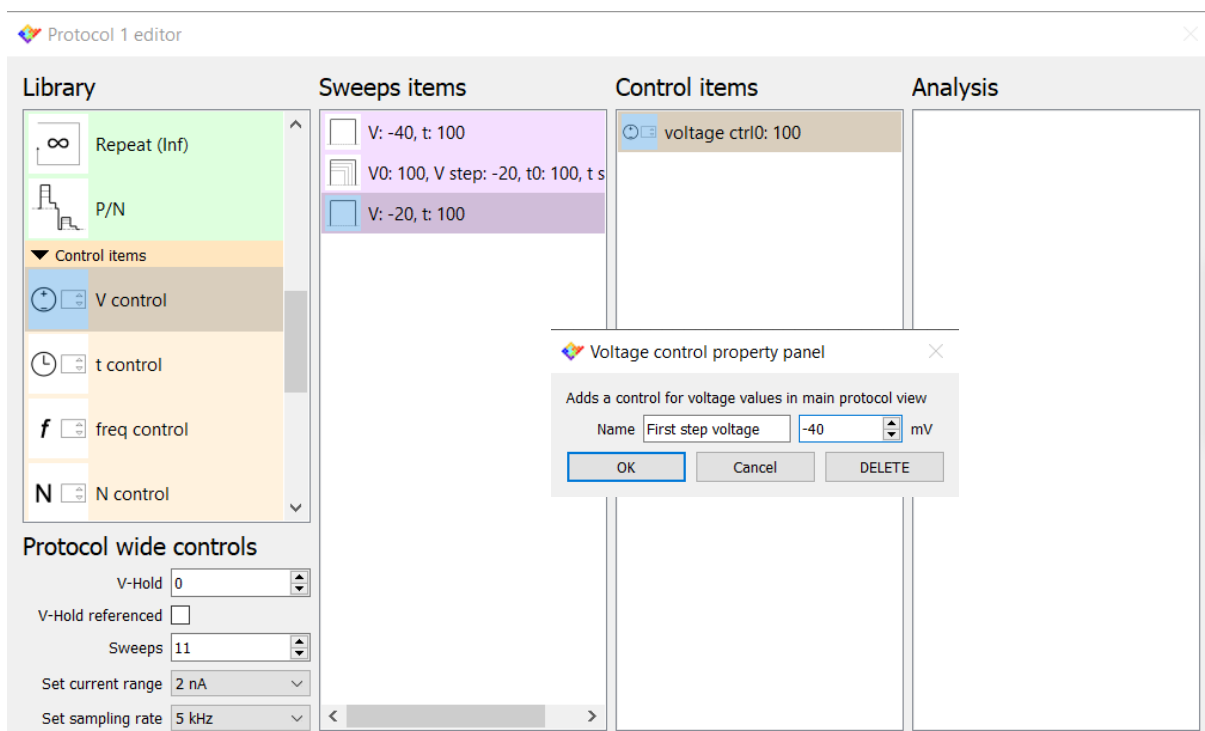 Protocol 1 editor
Library
Sweeps items
Control items
Analysis
∞ Repeat (Inf)
P/N
Control items
V control
t control
f freq control
N N control
V: -40, t: 100
V0: 100, V step: -20, t0: 100, t s
V: -20, t: 100
voltage ctrl0: 100
Voltage control property panel
Adds a control for voltage values in main protocol view
Name First step voltage -40 mV
OK Cancel DELETE
Protocol wide controls
V-Hold 0
V-Hold referenced
Sweeps 11
Set current range 2 nA
Set sampling rate 5 kHz